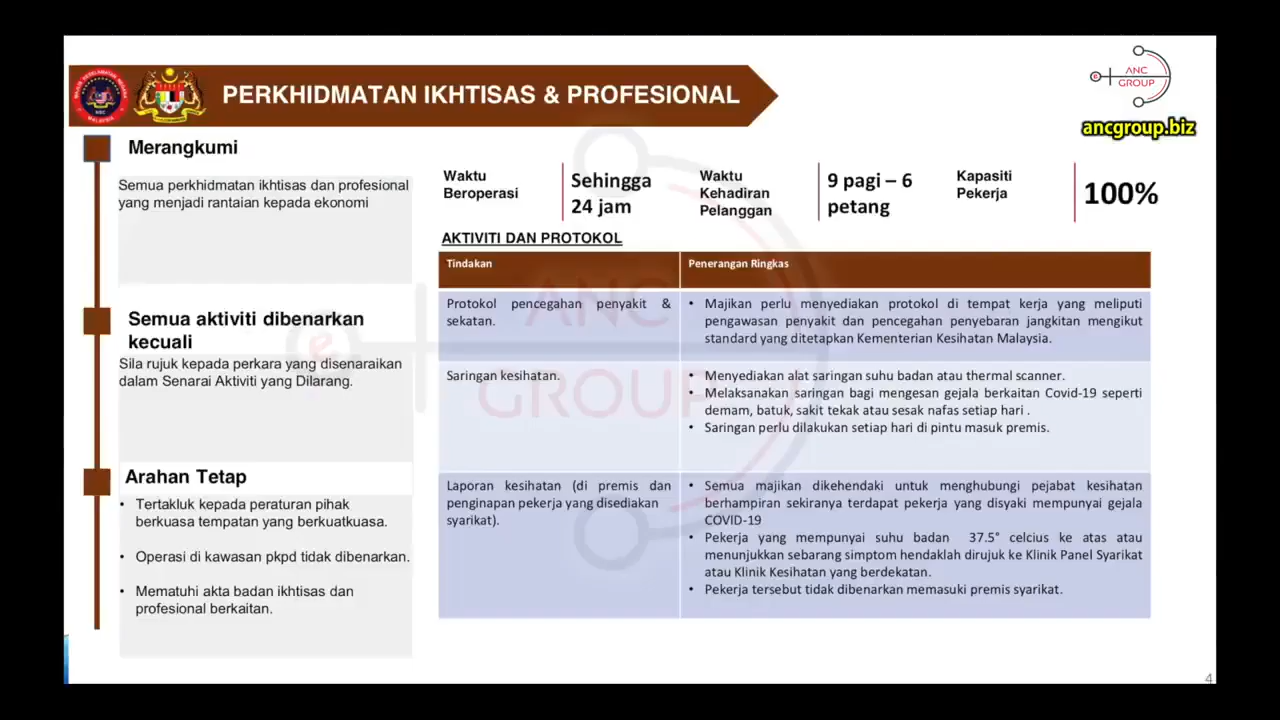 PERKHIDMATAN IKHTISAS & PROFESIONAL
ANC
GROUP
ancgroup.biz
Merangkumi
Semua perkhidmatan ikhtisas dan profesional
yang menjadi rantaian kepada ekonomi
Semua aktiviti dibenarkan
kecuali
Sila rujuk kepada perkara yang disenaraikan
dalam Senarai Aktiviti yang Dilarang.
Arahan Tetap
• Tertakluk kepada peraturan pihak
berkuasa tempatan yang berkuatkuasa.
• Operasi di kawasan pkpd tidak dibenarkan.
• Mematuhi akta badan ikhtisas dan
profesional berkaitan.
Waktu
Beroperasi
Sehingga
24 jam
Waktu
Kehadiran
Pelanggan
9 pagi – 6
petang
Kapasiti
Pekerja
100%
AKTIVITI DAN PROTOKOL
Tindakan
Penerangan Ringkas
Protokol pencegahan penyakit &
sekatan.
• Majikan perlu menyediakan protokol di tempat kerja yang meliputi
pengawasan penyakit dan pencegahan penyebaran jangkitan mengikut
standard yang ditetapkan Kementerian Kesihatan Malaysia.
Saringan kesihatan.
• Menyediakan alat saringan suhu badan atau thermal scanner.
• Melaksanakan saringan bagi mengesan gejala berkaitan Covid-19 seperti
demam, batuk, sakit tekak atau sesak nafas setiap hari .
• Saringan perlu dilakukan setiap hari di pintu masuk premis.
Laporan kesihatan (di premis dan
penginapan pekerja yang disediakan
syarikat).
• Semua majikan dikehendaki untuk menghubungi pejabat kesihatan
berhampiran sekiranya terdapat pekerja yang disyaki mempunyai gejala
COVID-19
• Pekerja yang mempunyai suhu badan 37.5° celcius ke atas atau
menunjukkan sebarang simptom hendaklah dirujuk ke Klinik Panel Syarikat
atau Klinik Kesihatan yang berdekatan.
• Pekerja tersebut tidak dibenarkan memasuki premis syarikat.
ANC
GROUP
4